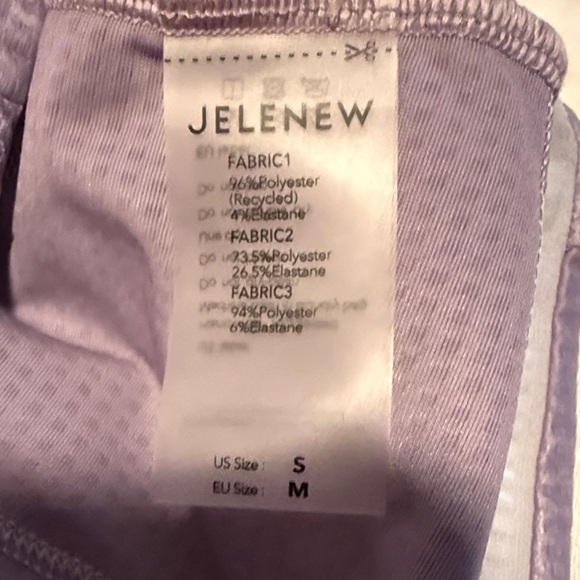 JELENEW
FABRIC1
96%Polyester
(Recycled)
4%Elastane
FABRIC2
73.5%Polyester
26.5%Elastane
FABRIC3
94%Polyester
6%Elastane
US Size : S
EU Size : M